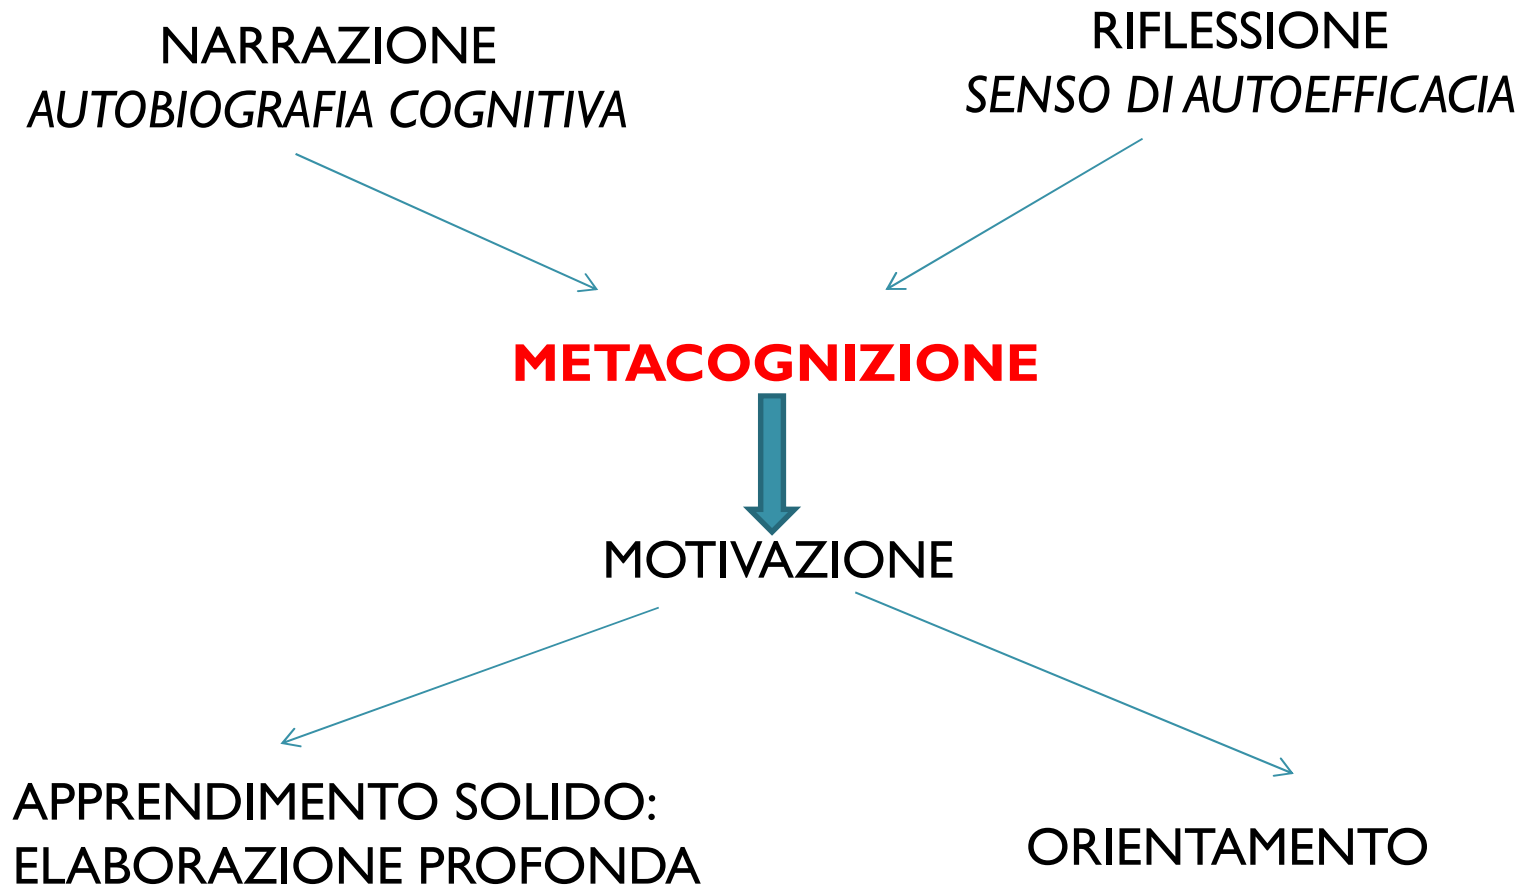 NARRAZIONE
AUTOBIOGRAFIA COGNITIVA
RIFLESSIONE
SENSO DI AUTOEFFICACIA
METACOGNIZIONE
MOTIVAZIONE
APPRENDIMENTO SOLIDO:
ELABORAZIONE PROFONDA
ORIENTAMENTO